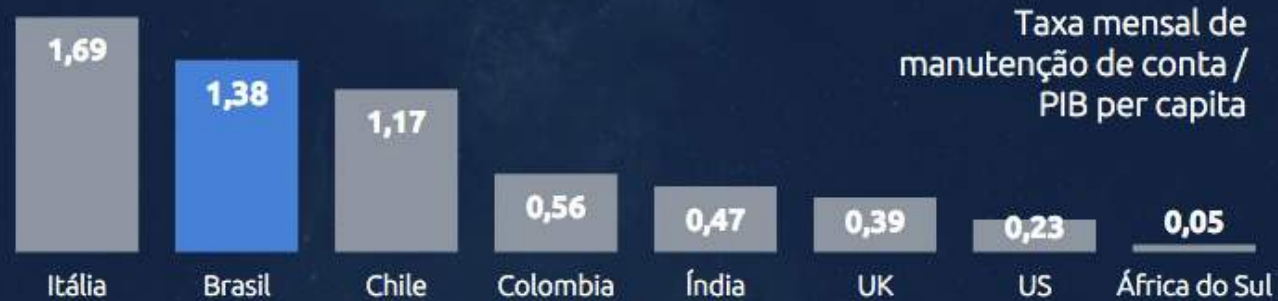 Taxa mensal de
manutenção de conta /
PIB per capita
1,69
1,38
1,17
0,56
0,47
0,39
0,23
0,05
Itália
Brasil
Chile
Colombia
Índia
UK
US
África do Sul